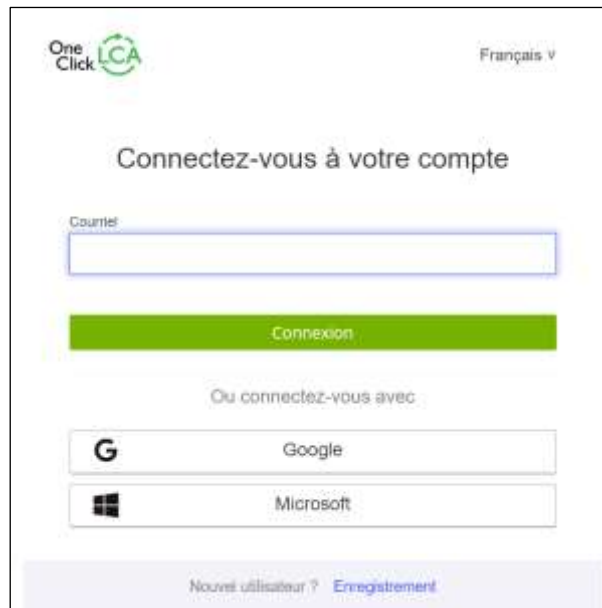 One
Click LCA
Français
Connectez-vous à votre compte
Courriel
Connexion
Ou connectez-vous avec
Google
Microsoft
Nouvel utilisateur ? Enregistrement